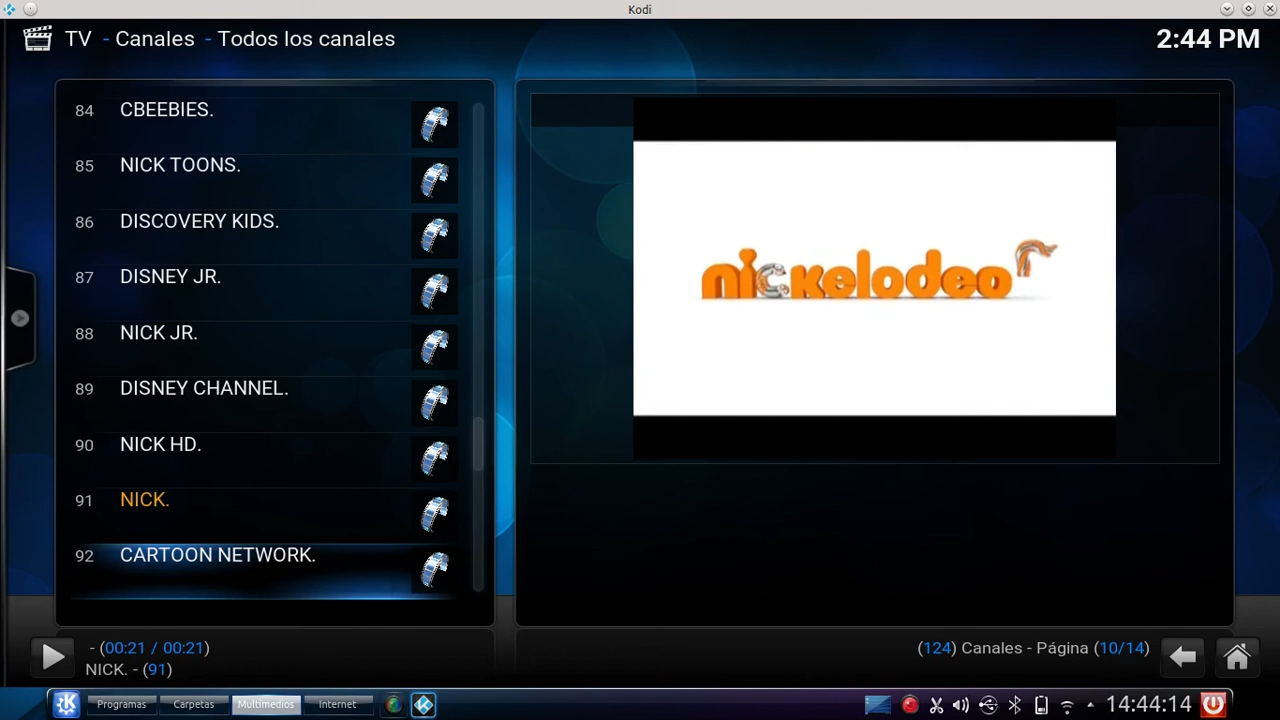 Kodi
TV - Canales - Todos los canales
2:44 PM
84 CBEEBIES.
85 NICK TOONS.
86 DISCOVERY KIDS.
87 DISNEY JR.
88 NICK JR.
89 DISNEY CHANNEL.
90 NICK HD.
91 NICK.
92 CARTOON NETWORK.
nickelodeon
- (00:21 / 00:21)
NICK. - (91)
(124) Canales - Página (10/14)
Programas
Carpetas
Multimedios
Internet
14:44:14